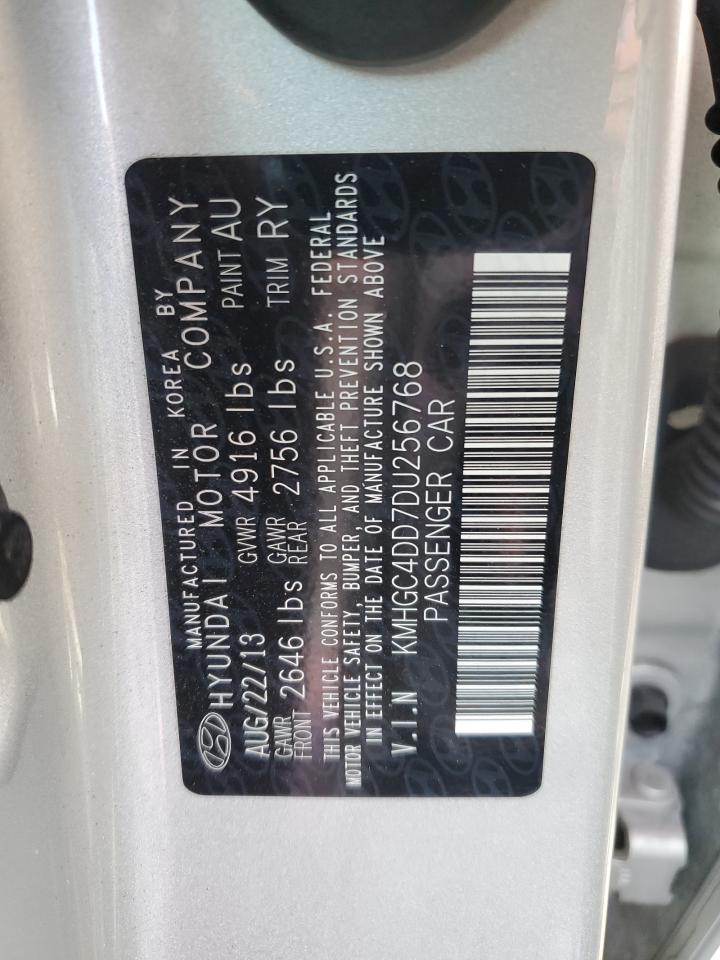 MANUFACTURED IN KOREA BY
HYUNDAI MOTOR COMPANY
AUG/22/13 GVWR 4916 lbs PAINT AU
GAWR FRONT 2646 lbs GAWR REAR 2756 lbs TRIM RY
THIS VEHICLE CONFORMS TO ALL APPLICABLE U.S.A. FEDERAL
MOTOR VEHICLE SAFETY, BUMPER, AND THEFT PREVENTION STANDARDS
IN EFFECT ON THE DATE OF MANUFACTURE SHOWN ABOVE
V.I.N KMHGC4DD7DU256768
PASSENGER CAR